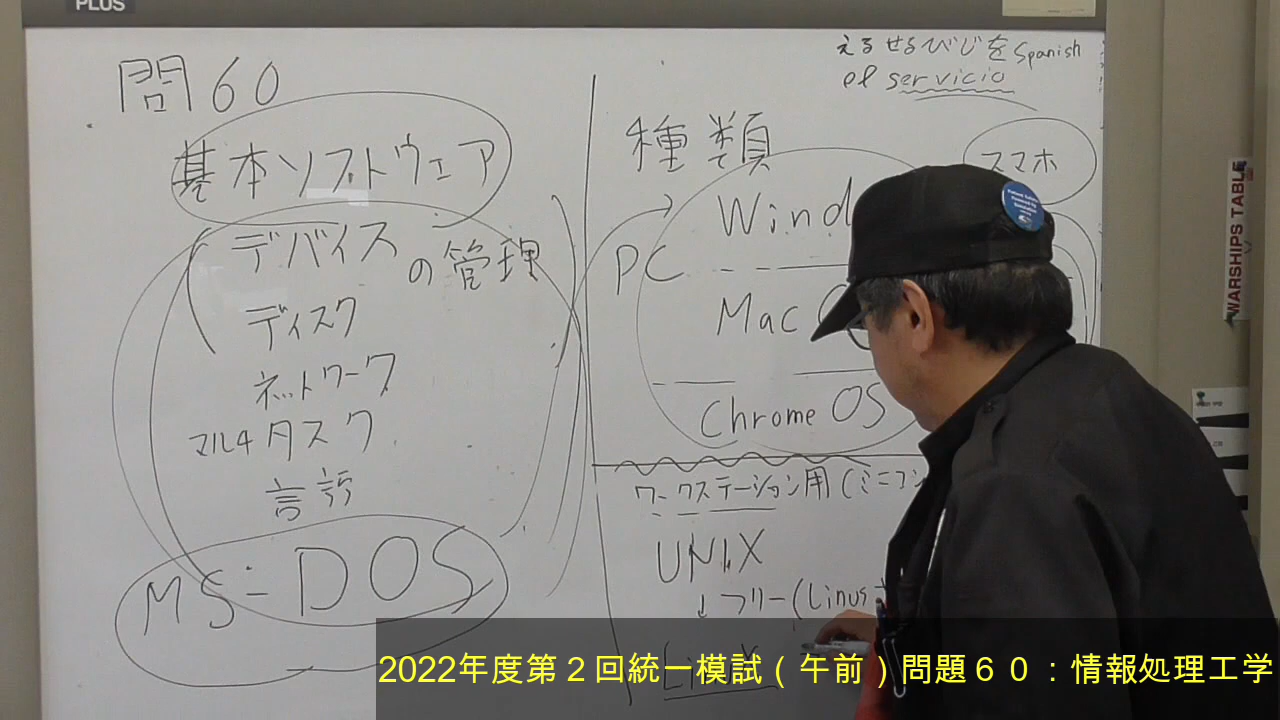 PLUS
問60
基本ソフトウェア
デバイスの管理
ディスク
ネットワーク
マルチタスク
言語
MS-DOS
えるせるびじを Spanish
el servicio
種類
スマホ
PC
Wind
Mac
Chrome OS
ワークステーション用(ミニコン
UNIX
↓フリー(Linus
Linux
WARSHIPS TABLE
2022年度第2回統一模試(午前)問題60:情報処理工学